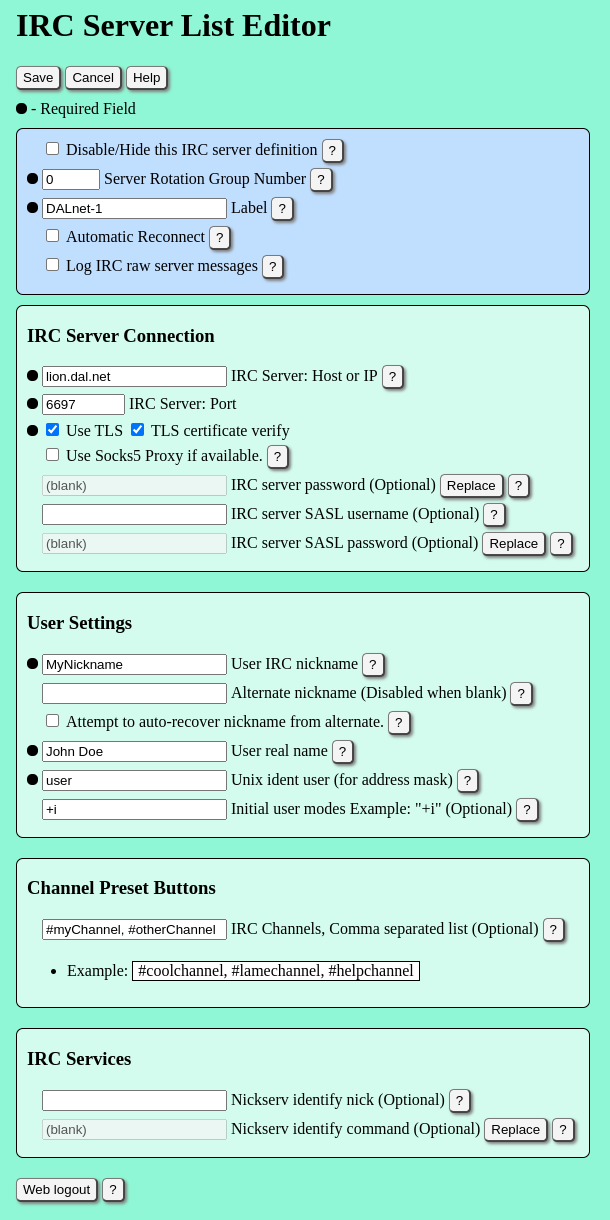 IRC Server List Editor
Save Cancel Help
- Required Field
Disable/Hide this IRC server definition ?
0 Server Rotation Group Number ?
DALnet-1 Label ?
Automatic Reconnect ?
Log IRC raw server messages ?
IRC Server Connection
lion.dal.net IRC Server: Host or IP ?
6697 IRC Server: Port
Use TLS TLS certificate verify
Use Socks5 Proxy if available. ?
(blank) IRC server password (Optional) Replace ?
IRC server SASL username (Optional) ?
(blank) IRC server SASL password (Optional) Replace ?
User Settings
MyNickname User IRC nickname ?
Alternate nickname (Disabled when blank) ?
Attempt to auto-recover nickname from alternate. ?
John Doe User real name ?
user Unix ident user (for address mask) ?
+i Initial user modes Example: "+i" (Optional) ?
Channel Preset Buttons
#myChannel, #otherChannel IRC Channels, Comma separated list (Optional) ?
• Example: #coolchannel, #lamechannel, #helpchannel
IRC Services
Nickserv identify nick (Optional) ?
(blank) Nickserv identify command (Optional) Replace ?
Web logout ?